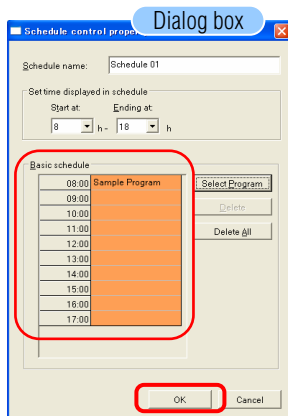 Dialog box
Schedule control proper
Schedule name: Schedule 01
Set time displayed in schedule
Start at: Ending at:
8 h - 18 h
Basic schedule
08:00 Sample Program Select Program
09:00
Delete
10:00
11:00 Delete All
12:00
13:00
14:00
15:00
16:00
17:00
OK Cancel